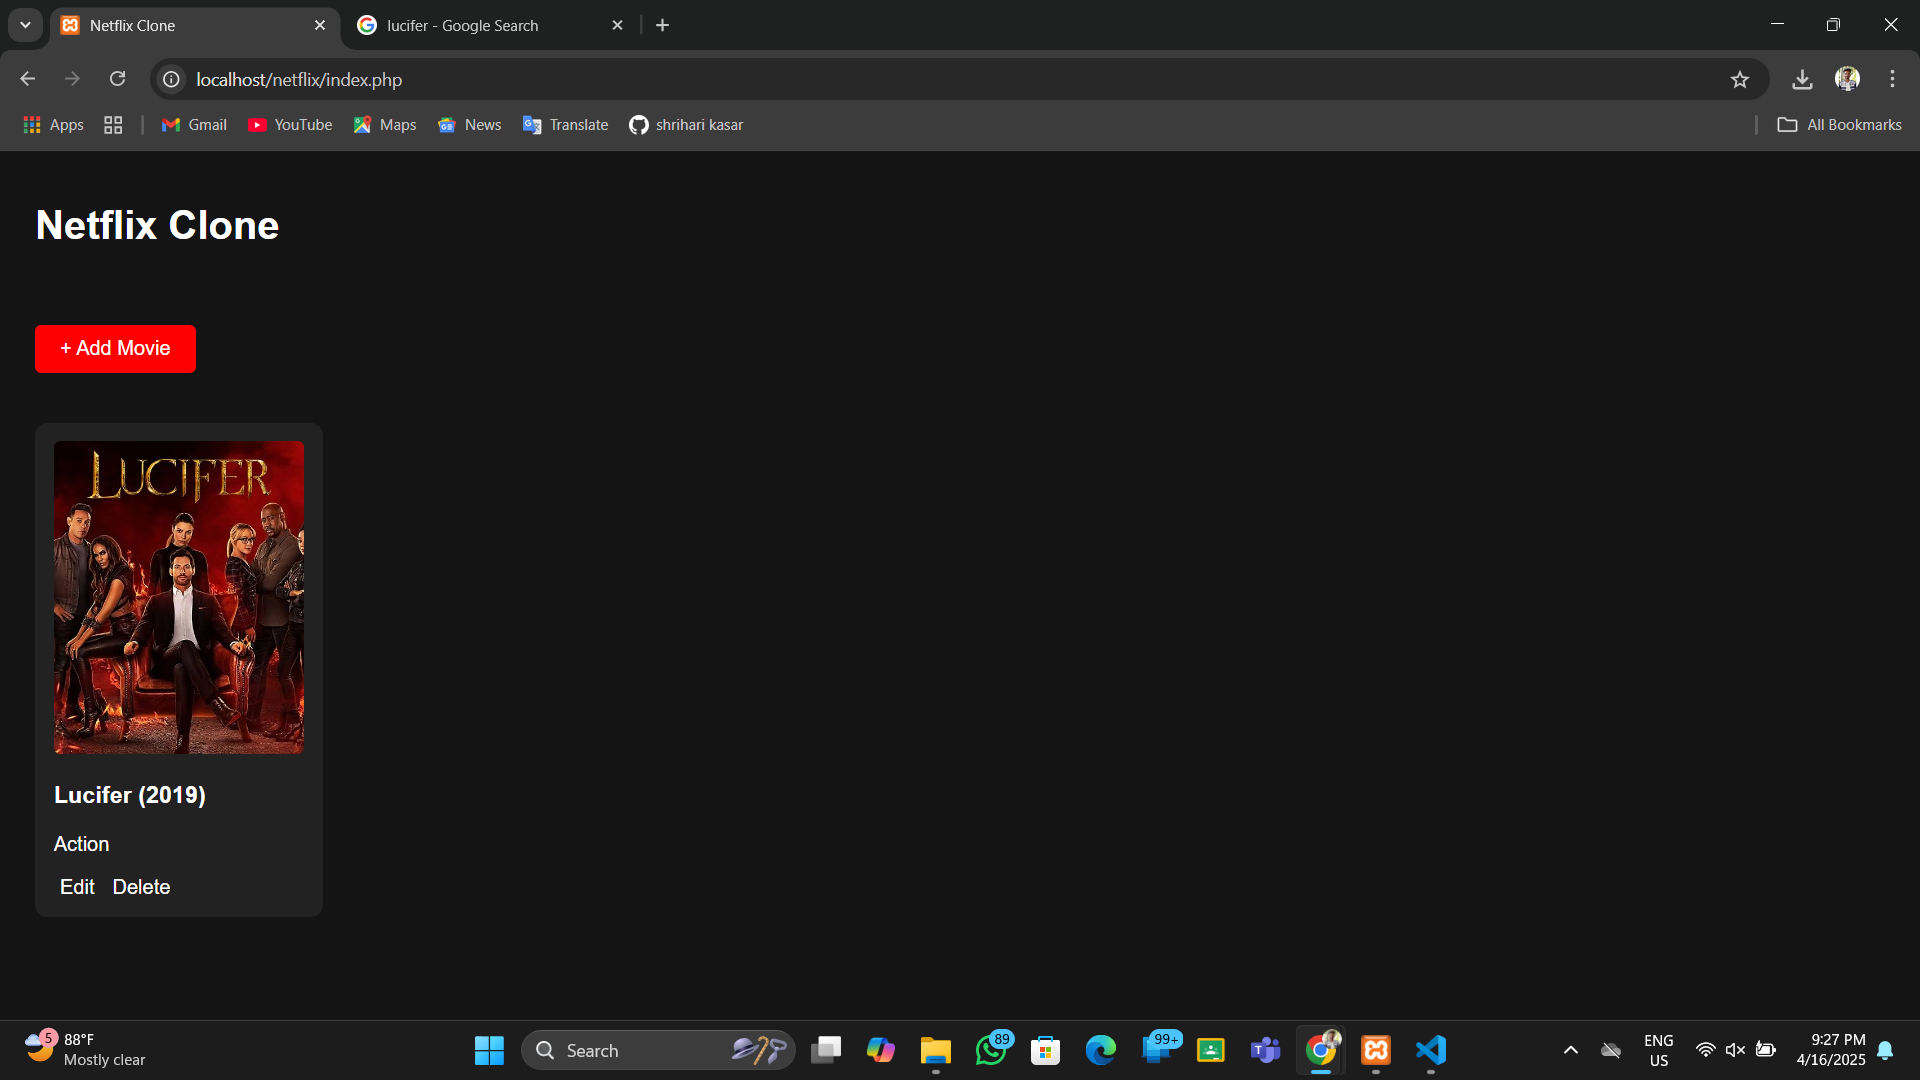 Netflix Clone
lucifer - Google Search
localhost/netflix/index.php
Apps
Gmail
YouTube
Maps
News
Translate
shrihari kasar
All Bookmarks
Netflix Clone
+ Add Movie
LUCIFER
Lucifer (2019)
Action
Edit Delete
5
88°F
Mostly clear
Search
89
99+
ENG
US
9:27 PM
4/16/2025